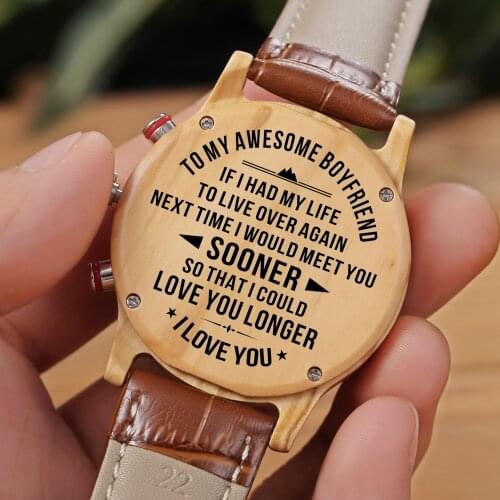 TO MY AWESOME BOYFRIEND
IF I HAD MY LIFE
TO LIVE OVER AGAIN
NEXT TIME I WOULD MEET YOU
SOONER
SO THAT I COULD
LOVE YOU LONGER
I LOVE YOU
22